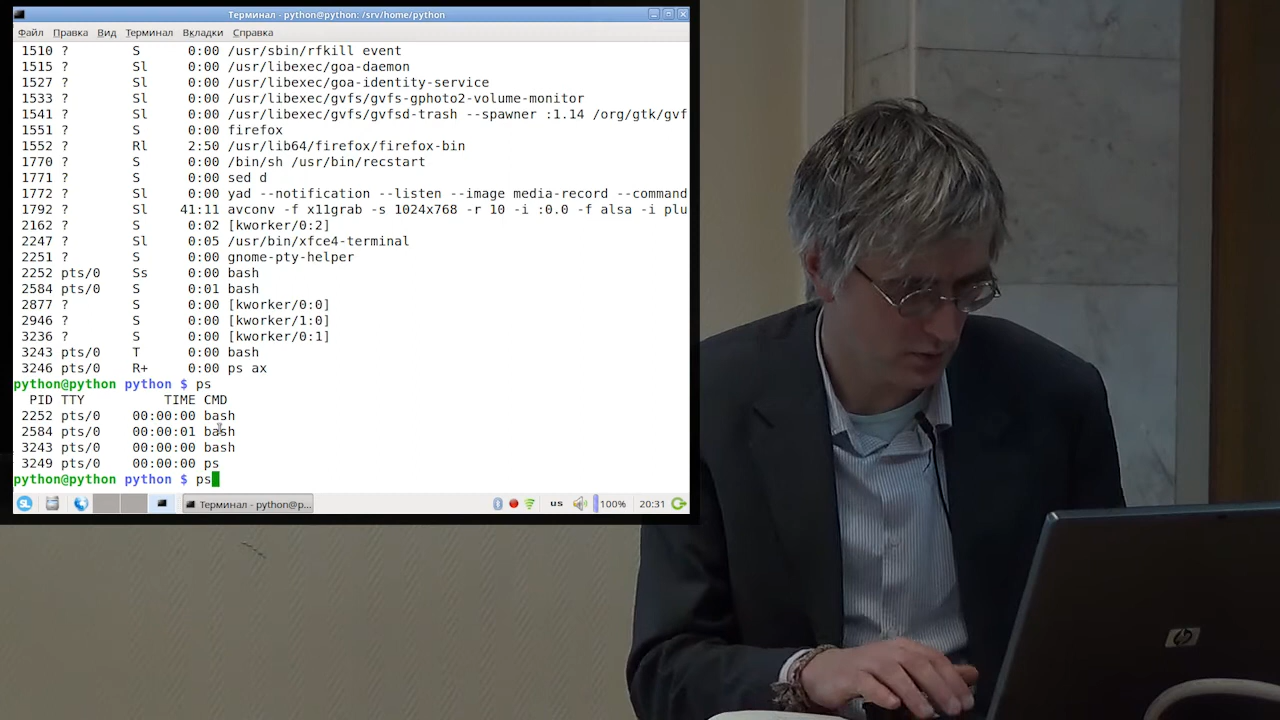 Терминал - python@python: /srv/home/python
Файл Правка Вид Терминал Вкладки Справка
1510 ? S 0:00 /usr/sbin/rfkill event
1515 ? Sl 0:00 /usr/libexec/goa-daemon
1527 ? Sl 0:00 /usr/libexec/goa-identity-service
1533 ? Sl 0:00 /usr/libexec/gvfs/gvfs-gphoto2-volume-monitor
1541 ? Sl 0:00 /usr/libexec/gvfs/gvfsd-trash --spawner :1.14 /org/gtk/gvf
1551 ? S 0:00 firefox
1552 ? Rl 2:50 /usr/lib64/firefox/firefox-bin
1770 ? S 0:00 /bin/sh /usr/bin/recstart
1771 ? S 0:00 sed d
1772 ? Sl 0:00 yad --notification --listen --image media-record --command
1792 ? Sl 41:11 avconv -f x11grab -s 1024x768 -r 10 -i :0.0 -f alsa -i plu
2162 ? S 0:02 [kworker/0:2]
2247 ? Sl 0:05 /usr/bin/xfce4-terminal
2251 ? S 0:00 gnome-pty-helper
2252 pts/0 Ss 0:00 bash
2584 pts/0 S 0:01 bash
2877 ? S 0:00 [kworker/0:0]
2946 ? S 0:00 [kworker/1:0]
3236 ? S 0:00 [kworker/0:1]
3243 pts/0 T 0:00 bash
3246 pts/0 R+ 0:00 ps ax
python@python python $ ps
PID TTY TIME CMD
2252 pts/0 00:00:00 bash
2584 pts/0 00:00:01 bash
3243 pts/0 00:00:00 bash
3249 pts/0 00:00:00 ps
python@python python $ ps
Терминал - python@p... us 100% 20:31
hp